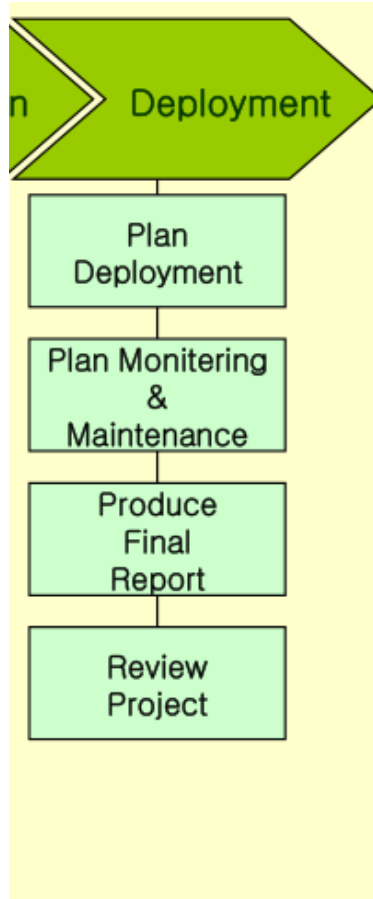 n
Deployment
Plan
Deployment
Plan Monitering
&
Maintenance
Produce
Final
Report
Review
Project